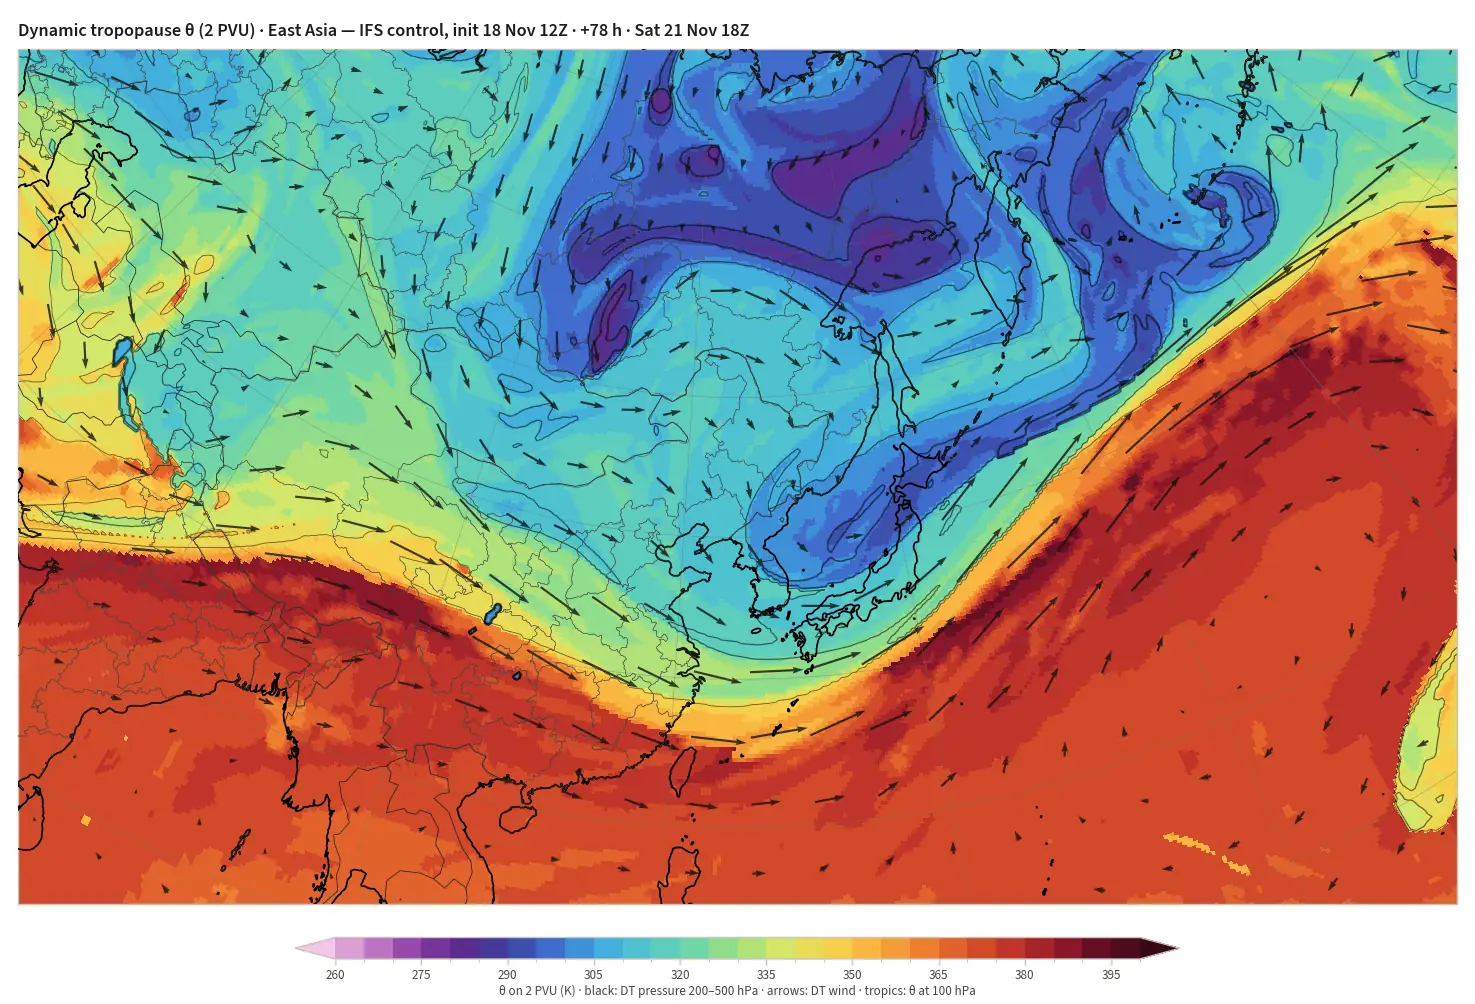 Dynamic tropopause θ (2 PVU) · East Asia — IFS control, init 18 Nov 12Z · +78 h · Sat 21 Nov 18Z
260 275 290 305 320 335 350 365 380 395
θ on 2 PVU (K) · black: DT pressure 200–500 hPa · arrows: DT wind · tropics: θ at 100 hPa